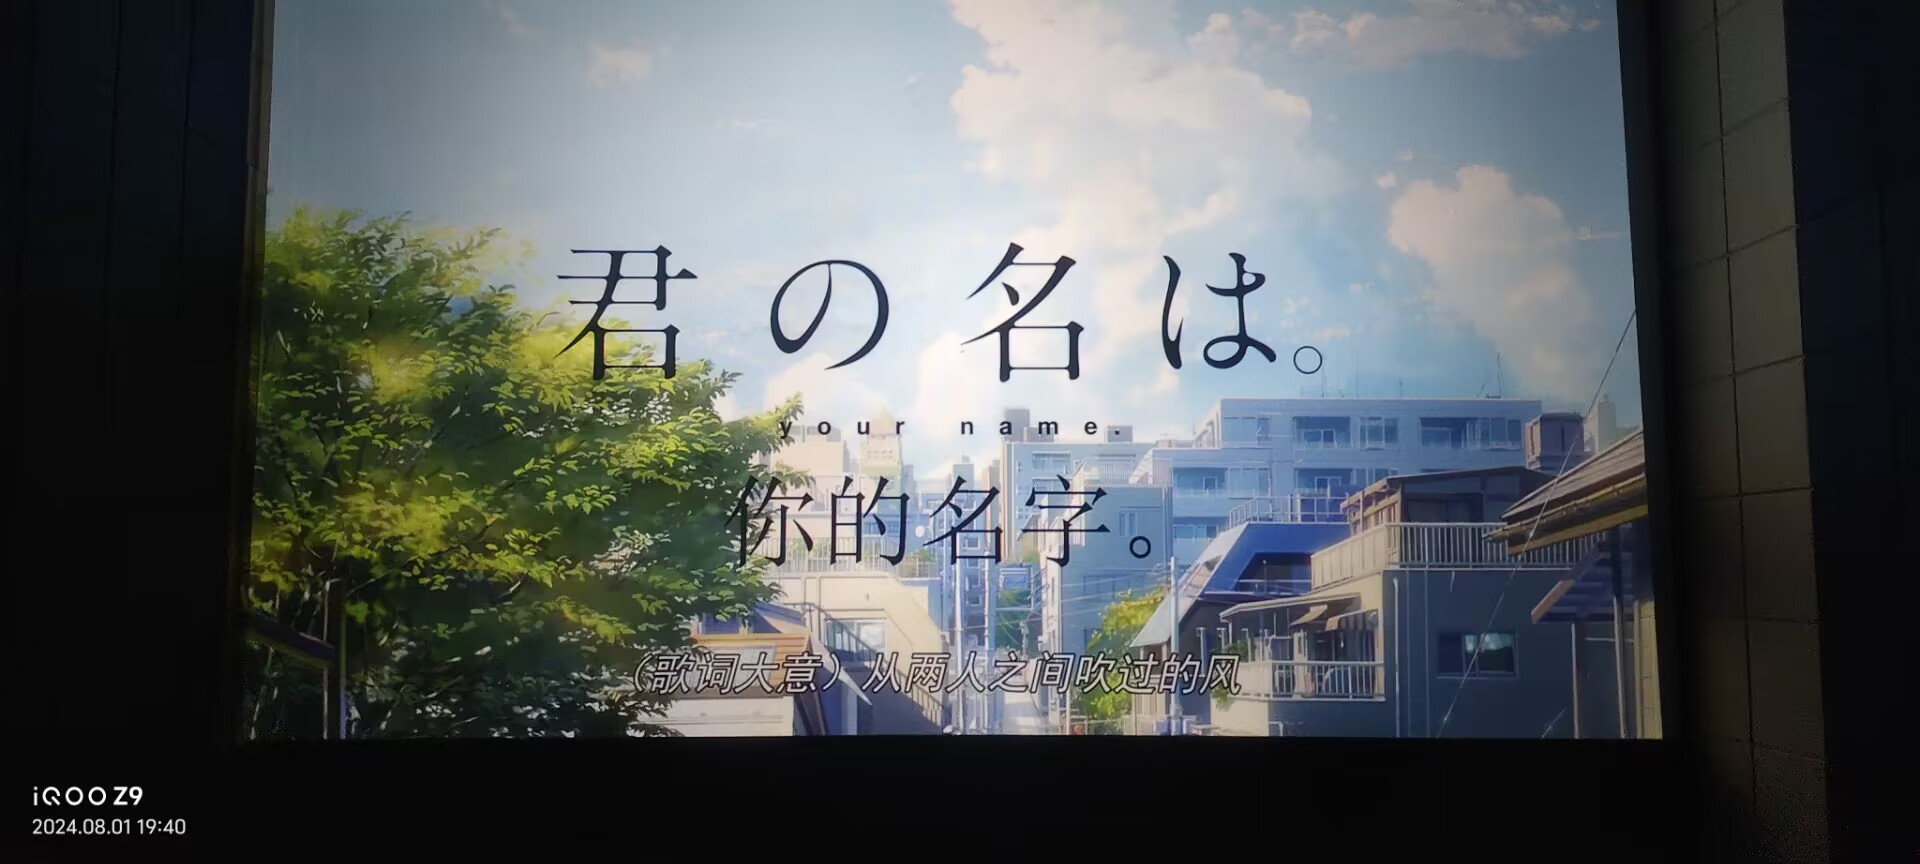 君の名は。
your name.
你的名字。
（歌词大意）从两人之间吹过的风
iQOO Z9
2024.08.01 19:40